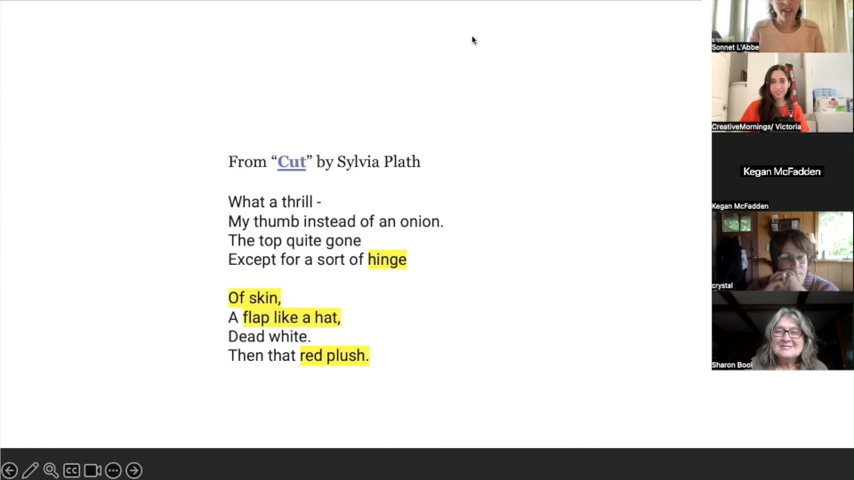 From “Cut” by Sylvia Plath
What a thrill -
My thumb instead of an onion.
The top quite gone
Except for a sort of hinge
Of skin,
A flap like a hat,
Dead white.
Then that red plush.
Sonnet L'Abbe
CreativeMornings/ Victoria
Kegan McFadden
Kegan McFadden
crystal
Sharon Bool
CC